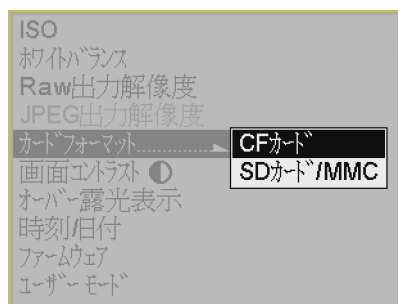 ISO
ﾎﾜｲﾄﾊﾞﾗﾝｽ
Raw出力解像度
JPEG出力解像度
ｶｰﾄﾞﾌｫｰﾏｯﾄ............ CFｶｰﾄﾞ
画面ｺﾝﾄﾗｽﾄ SDｶｰﾄﾞ/MMC
ｵｰﾊﾞｰ露光表示
時刻/日付
ﾌｧｰﾑｳｪｱ
ﾕｰｻﾞｰ ﾓｰﾄﾞ